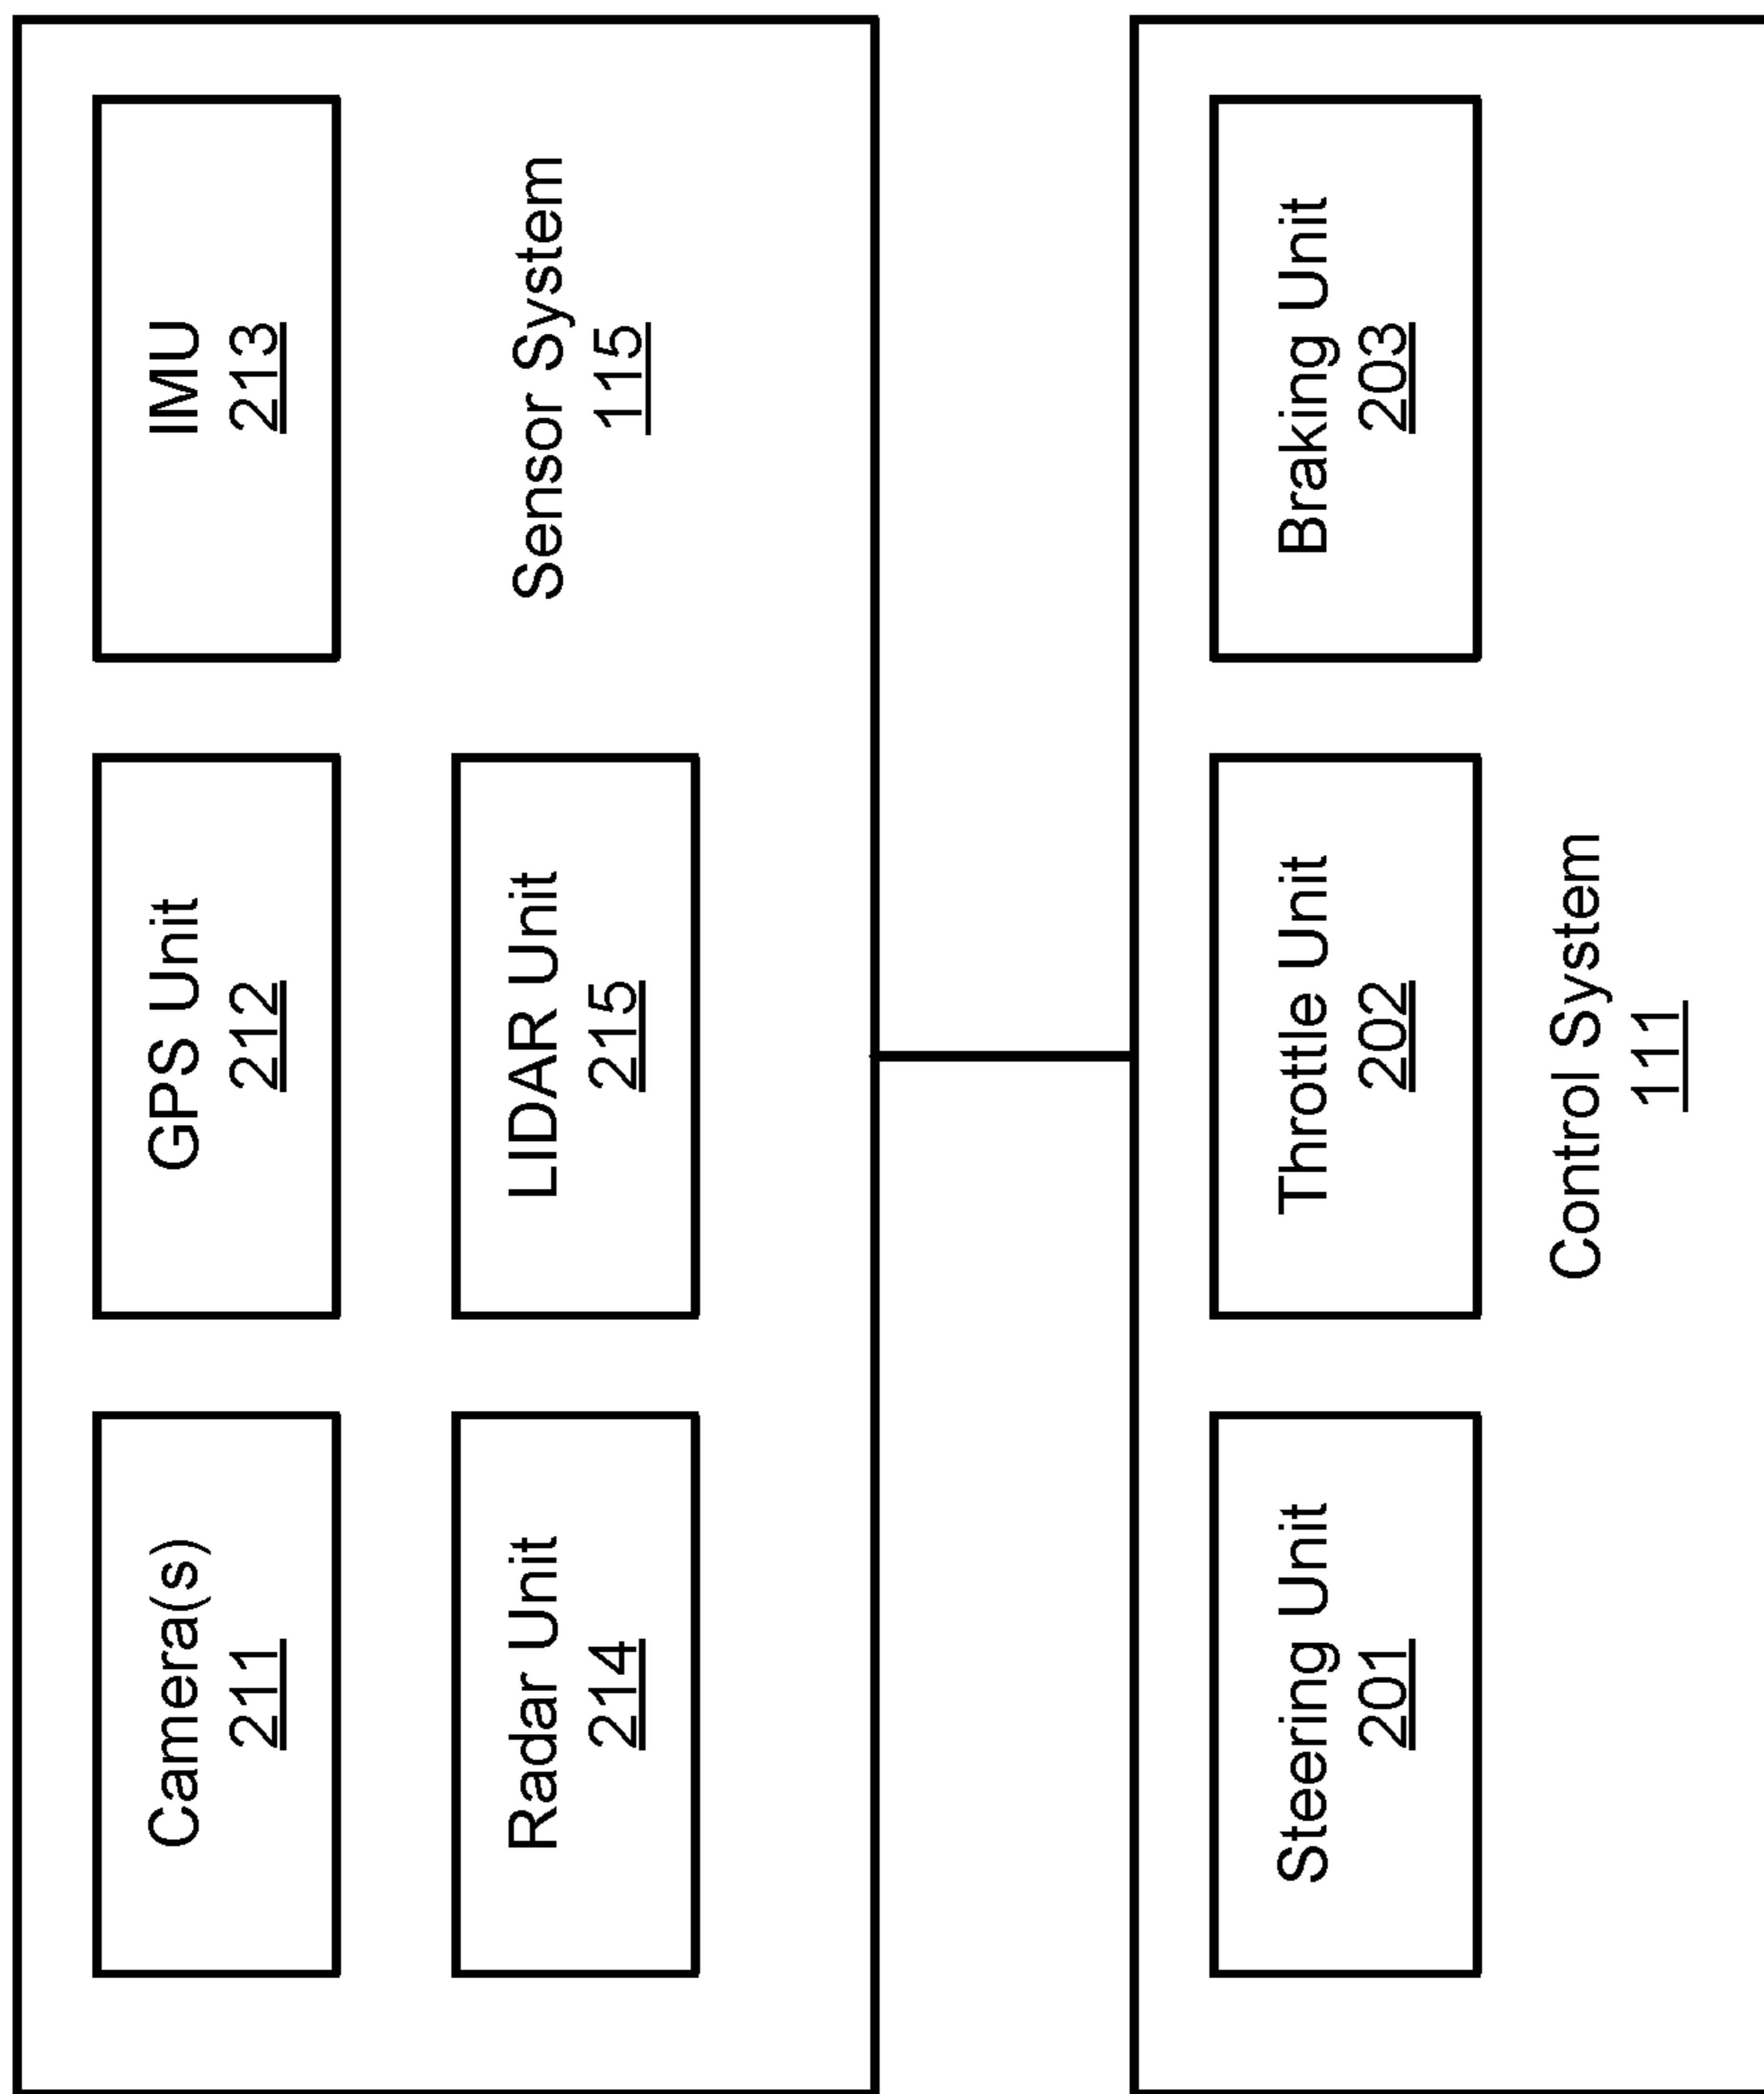 Camera(s)
211
GPS Unit
212
IMU
213
Radar Unit
214
LIDAR Unit
215
Sensor System
115
Steering Unit
201
Throttle Unit
202
Braking Unit
203
Control System
111